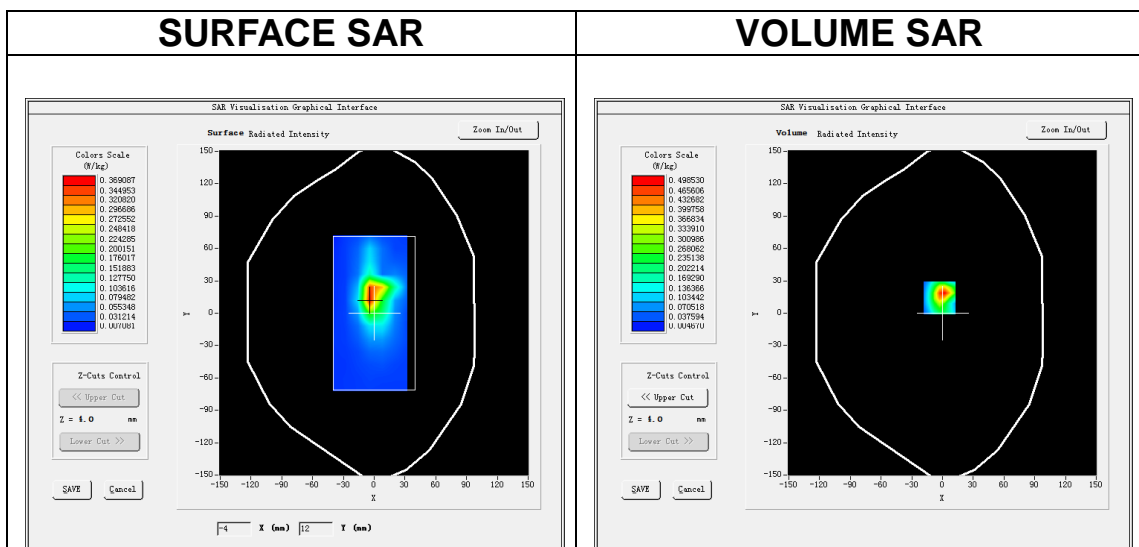 SURFACE SAR
SAR Visualisation Graphical Interface
Surface Radiated Intensity
Zoom In/Out
Colors Scale
(W/kg)
0.369087
0.344953
0.320820
0.296686
0.272552
0.248418
0.224285
0.200151
0.176017
0.151883
0.127750
0.103616
0.079482
0.055348
0.031214
0.007081
Z-Cuts Control
<< Upper Cut
Z = 4.0 mm
Lower Cut >>
SAVE
Cancel
150
120
90
60
30
0
-30
-60
-90
-120
-150
Y
-150 -120 -90 -60 -30 0 30 60 90 120 150
X
-4 X (mm) 12 Y (mm)
VOLUME SAR
SAR Visualisation Graphical Interface
Volume Radiated Intensity
Zoom In/Out
Colors Scale
(W/kg)
0.498530
0.465606
0.432682
0.399758
0.366834
0.333910
0.300986
0.268062
0.235138
0.202214
0.169290
0.136366
0.103442
0.070518
0.037594
0.004670
Z-Cuts Control
<< Upper Cut
Z = 4.0 mm
Lower Cut >>
SAVE
Cancel
150
120
90
60
30
0
-30
-60
-90
-120
-150
Y
-150 -120 -90 -60 -30 0 30 60 90 120 150
X